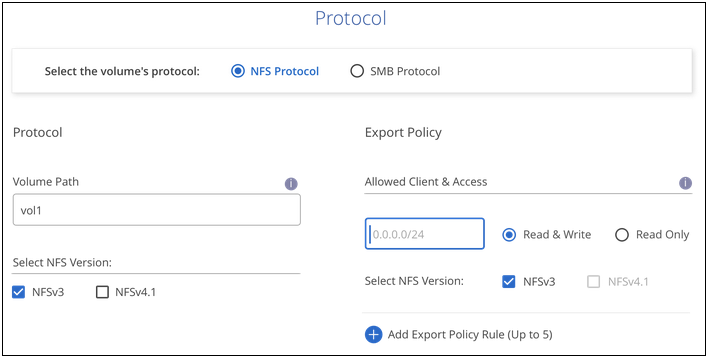 Protocol
Select the volume's protocol: NFS Protocol SMB Protocol
Protocol
Volume Path i
vol1
Select NFS Version:
NFSv3 NFSv4.1
Export Policy
Allowed Client & Access i
0.0.0.0/24 Read & Write Read Only
Select NFS Version: NFSv3 NFSv4.1
Add Export Policy Rule (Up to 5)